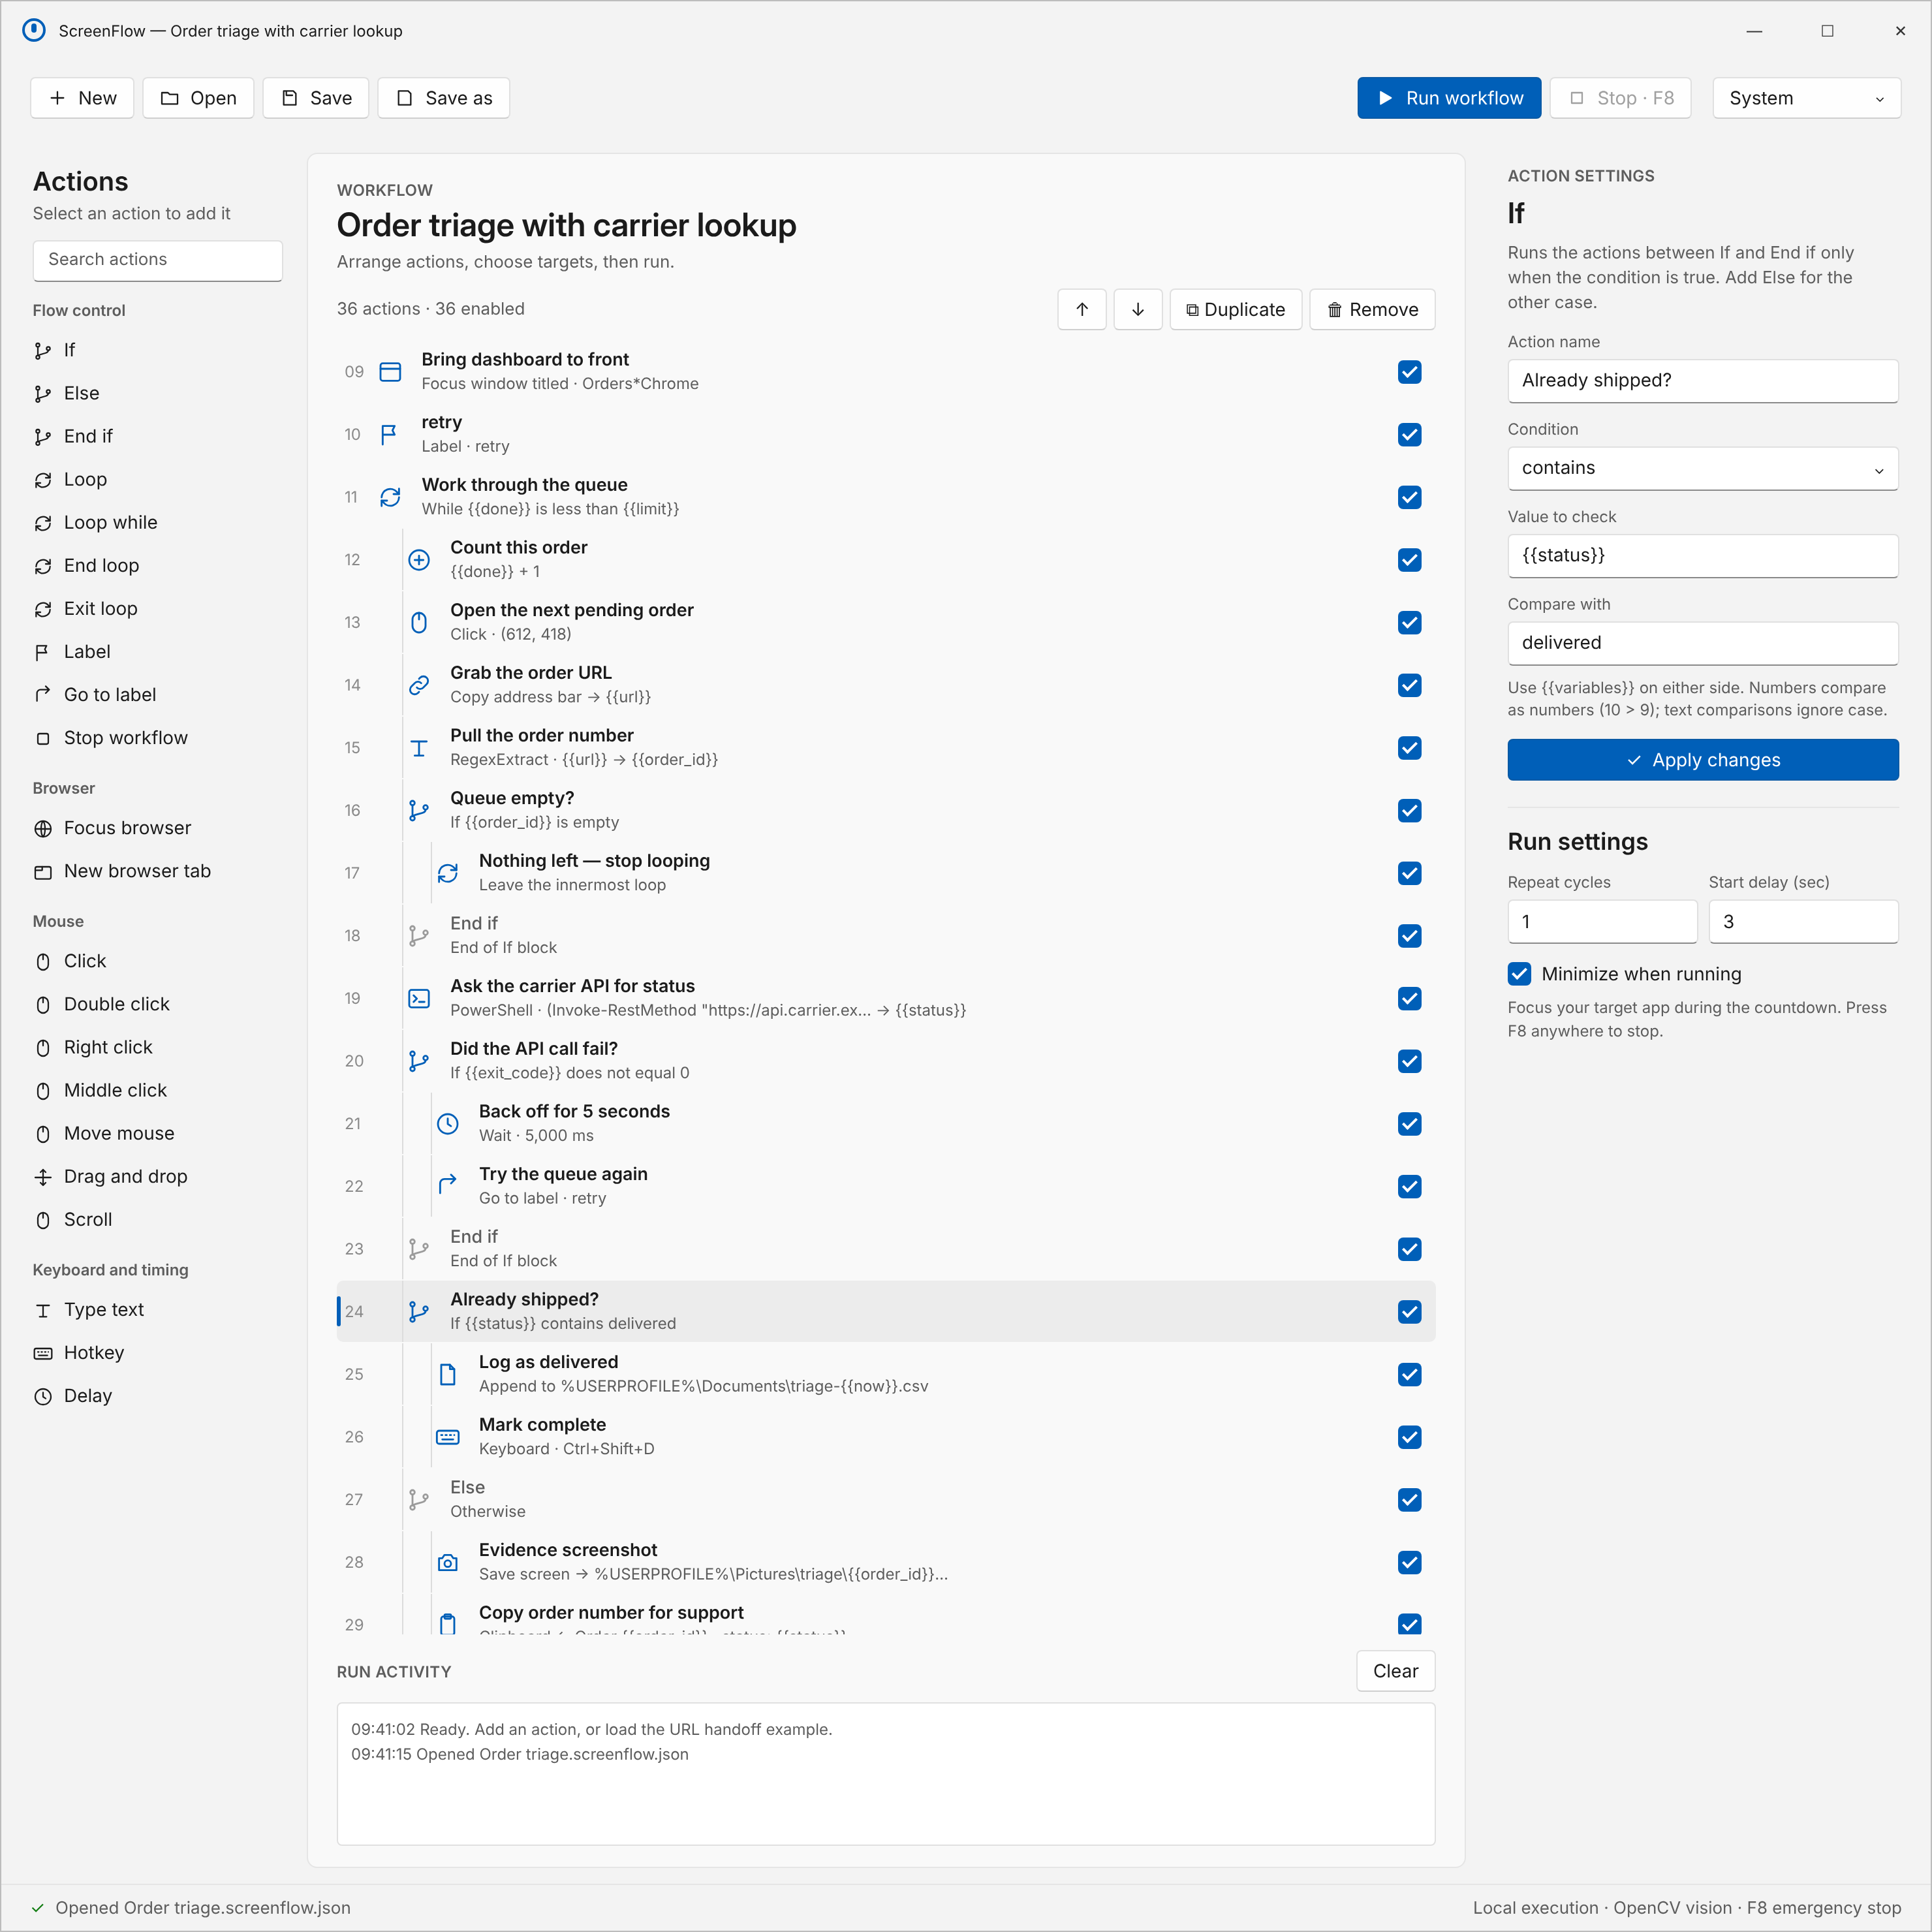 ScreenFlow — Order triage with carrier lookup
New
Open
Save
Save as
Run workflow
Stop · F8
System
Actions
Select an action to add it
Search actions
Flow control
If
Else
End if
Loop
Loop while
End loop
Exit loop
Label
Go to label
Stop workflow
Browser
Focus browser
New browser tab
Mouse
Click
Double click
Right click
Middle click
Move mouse
Drag and drop
Scroll
Keyboard and timing
Type text
Hotkey
Delay
WORKFLOW
Order triage with carrier lookup
Arrange actions, choose targets, then run.
36 actions · 36 enabled
Duplicate
Remove
09
Bring dashboard to front
Focus window titled · Orders*Chrome
10
retry
Label · retry
11
Work through the queue
While {{done}} is less than {{limit}}
12
Count this order
{{done}} + 1
13
Open the next pending order
Click · (612, 418)
14
Grab the order URL
Copy address bar → {{url}}
15
Pull the order number
RegexExtract · {{url}} → {{order_id}}
16
Queue empty?
If {{order_id}} is empty
17
Nothing left — stop looping
Leave the innermost loop
18
End if
End of If block
19
Ask the carrier API for status
PowerShell · (Invoke-RestMethod "https://api.carrier.ex... → {{status}}
20
Did the API call fail?
If {{exit_code}} does not equal 0
21
Back off for 5 seconds
Wait · 5,000 ms
22
Try the queue again
Go to label · retry
23
End if
End of If block
24
Already shipped?
If {{status}} contains delivered
25
Log as delivered
Append to %USERPROFILE%\Documents\triage-{{now}}.csv
26
Mark complete
Keyboard · Ctrl+Shift+D
27
Else
Otherwise
28
Evidence screenshot
Save screen → %USERPROFILE%\Pictures\triage\{{order_id}}...
29
Copy order number for support
RUN ACTIVITY
Clear
09:41:02 Ready. Add an action, or load the URL handoff example.
09:41:15 Opened Order triage.screenflow.json
ACTION SETTINGS
If
Runs the actions between If and End if only
when the condition is true. Add Else for the
other case.
Action name
Already shipped?
Condition
contains
Value to check
{{status}}
Compare with
delivered
Use {{variables}} on either side. Numbers compare
as numbers (10 > 9); text comparisons ignore case.
Apply changes
Run settings
Repeat cycles
Start delay (sec)
1
3
Minimize when running
Focus your target app during the countdown. Press
F8 anywhere to stop.
Opened Order triage.screenflow.json
Local execution · OpenCV vision · F8 emergency stop